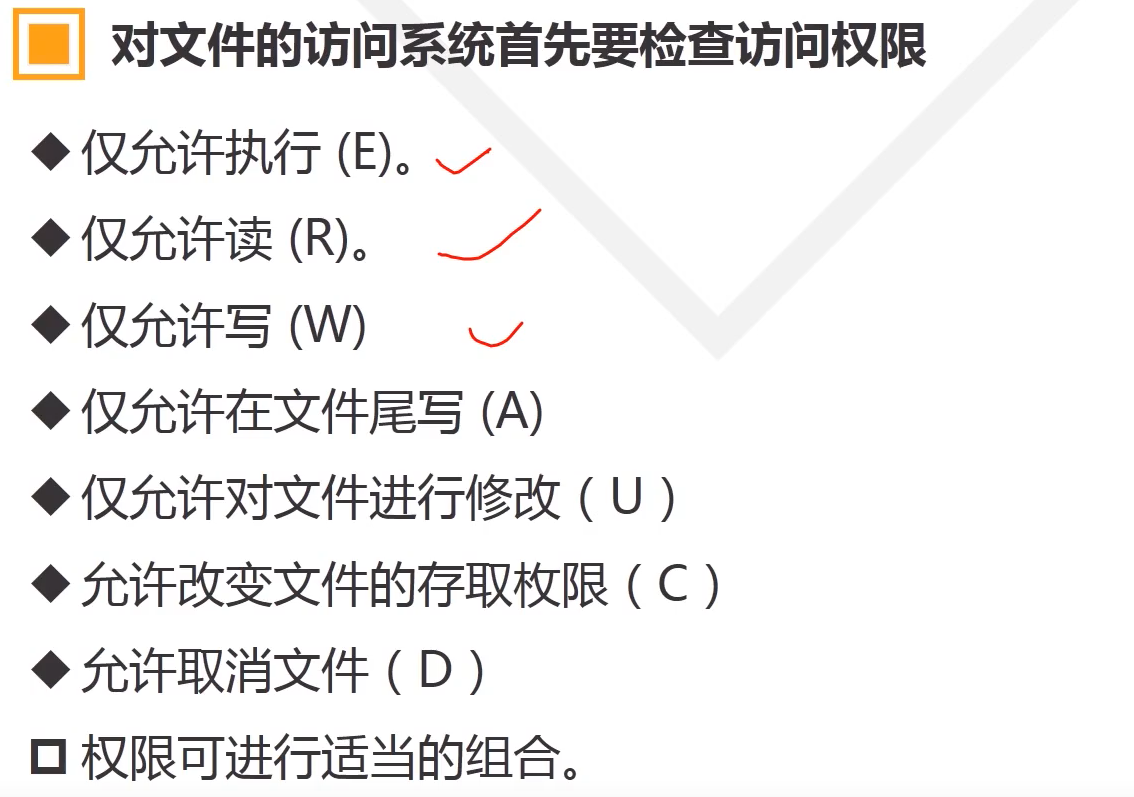 对文件的访问系统首先要检查访问权限
仅允许执行 (E)。
仅允许读 (R)。
仅允许写 (W)
仅允许在文件尾写 (A)
仅允许对文件进行修改（U）
允许改变文件的存取枚限（C）
允许取消文件（D）
权限可进行适当的组合。